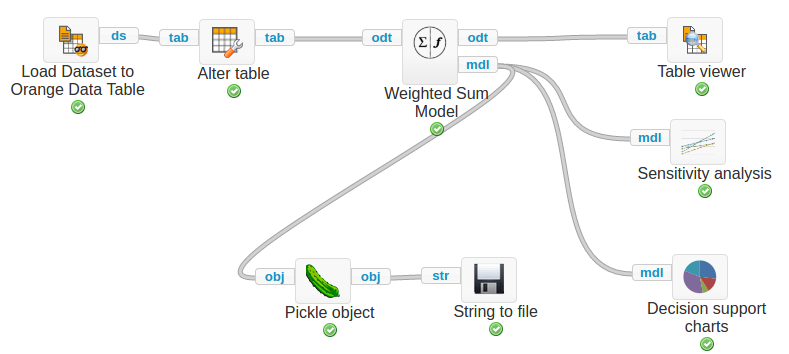 ds
tab
tab
odt
odt
mdl
tab
Load Dataset to
Orange Data Table
Alter table
Weighted Sum
Model
Σ ƒ
Table viewer
mdl
Sensitivity analysis
obj
obj
str
mdl
Pickle object
String to file
Decision support
charts